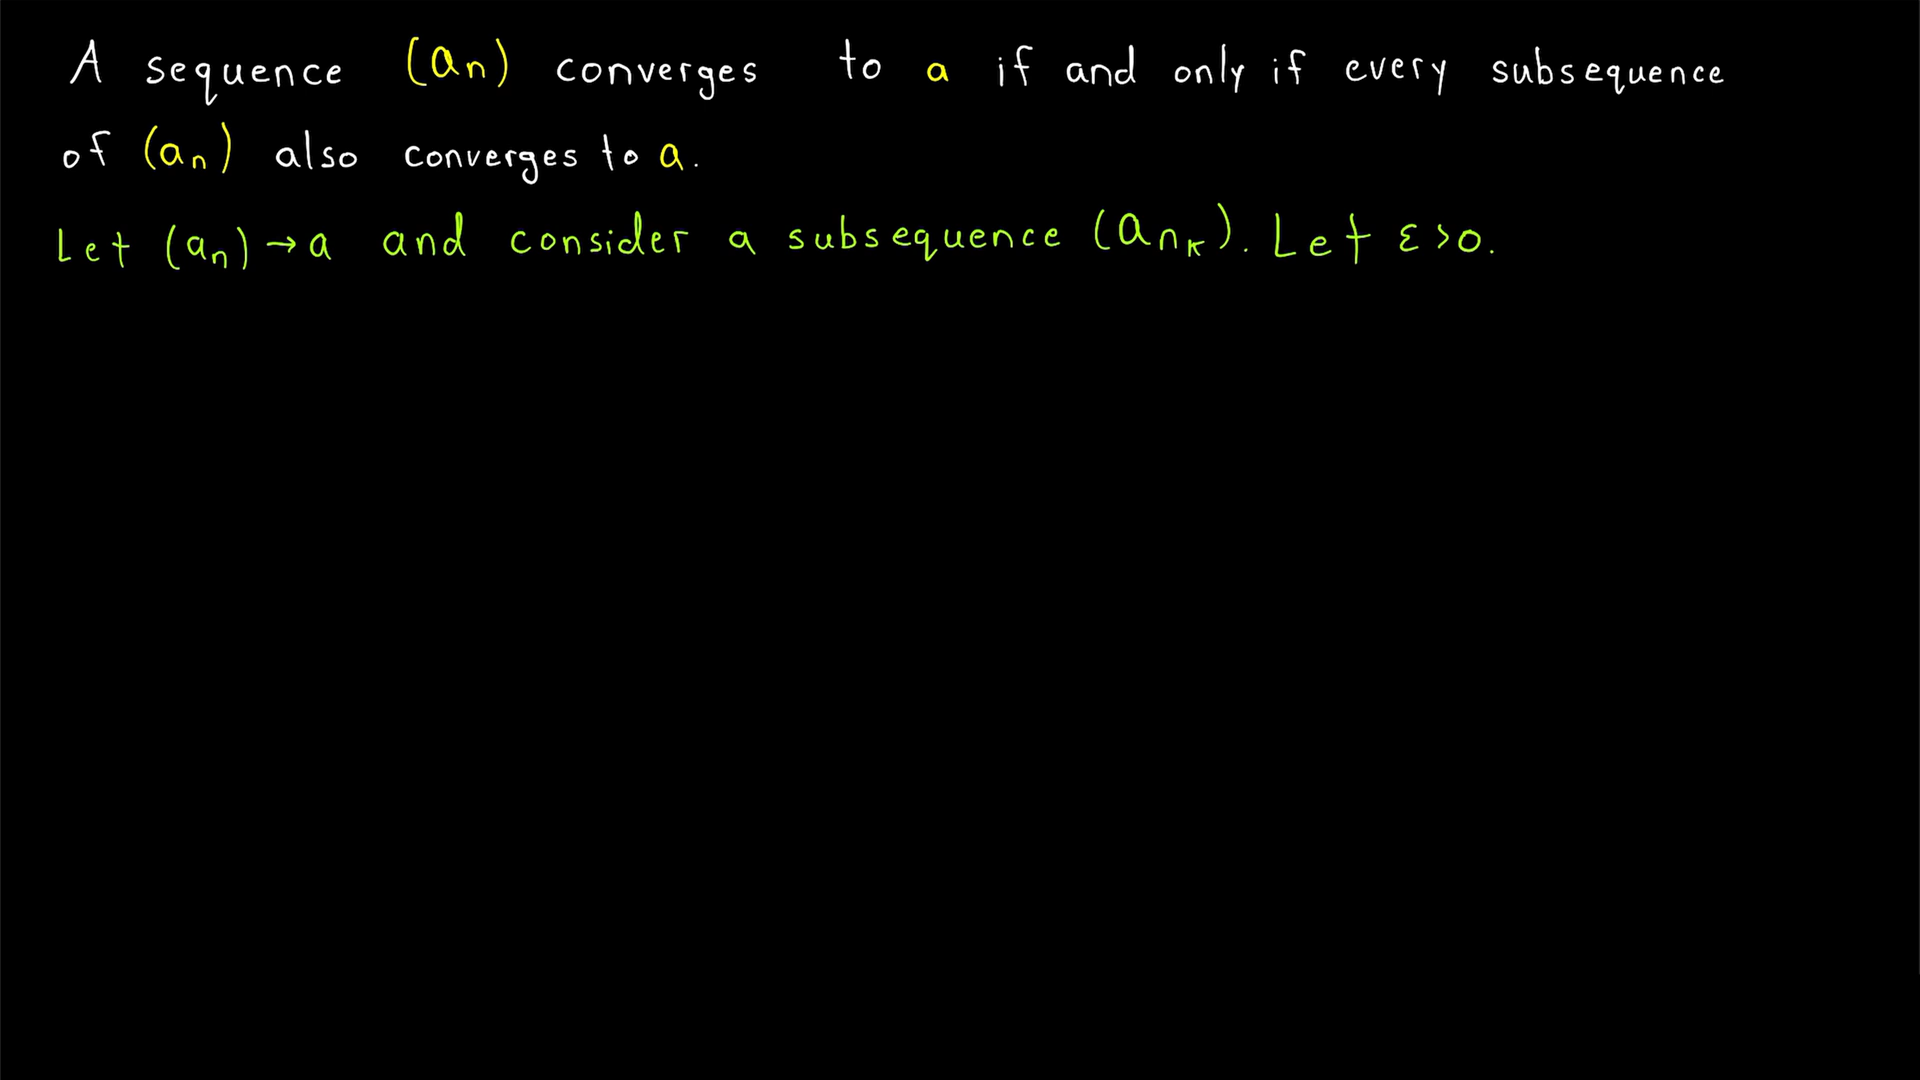 A sequence (aₙ) converges to a if and only if every subsequence
of (aₙ) also converges to a.
Let (aₙ) → a and consider a subsequence (aₙₖ). Let ε > 0.